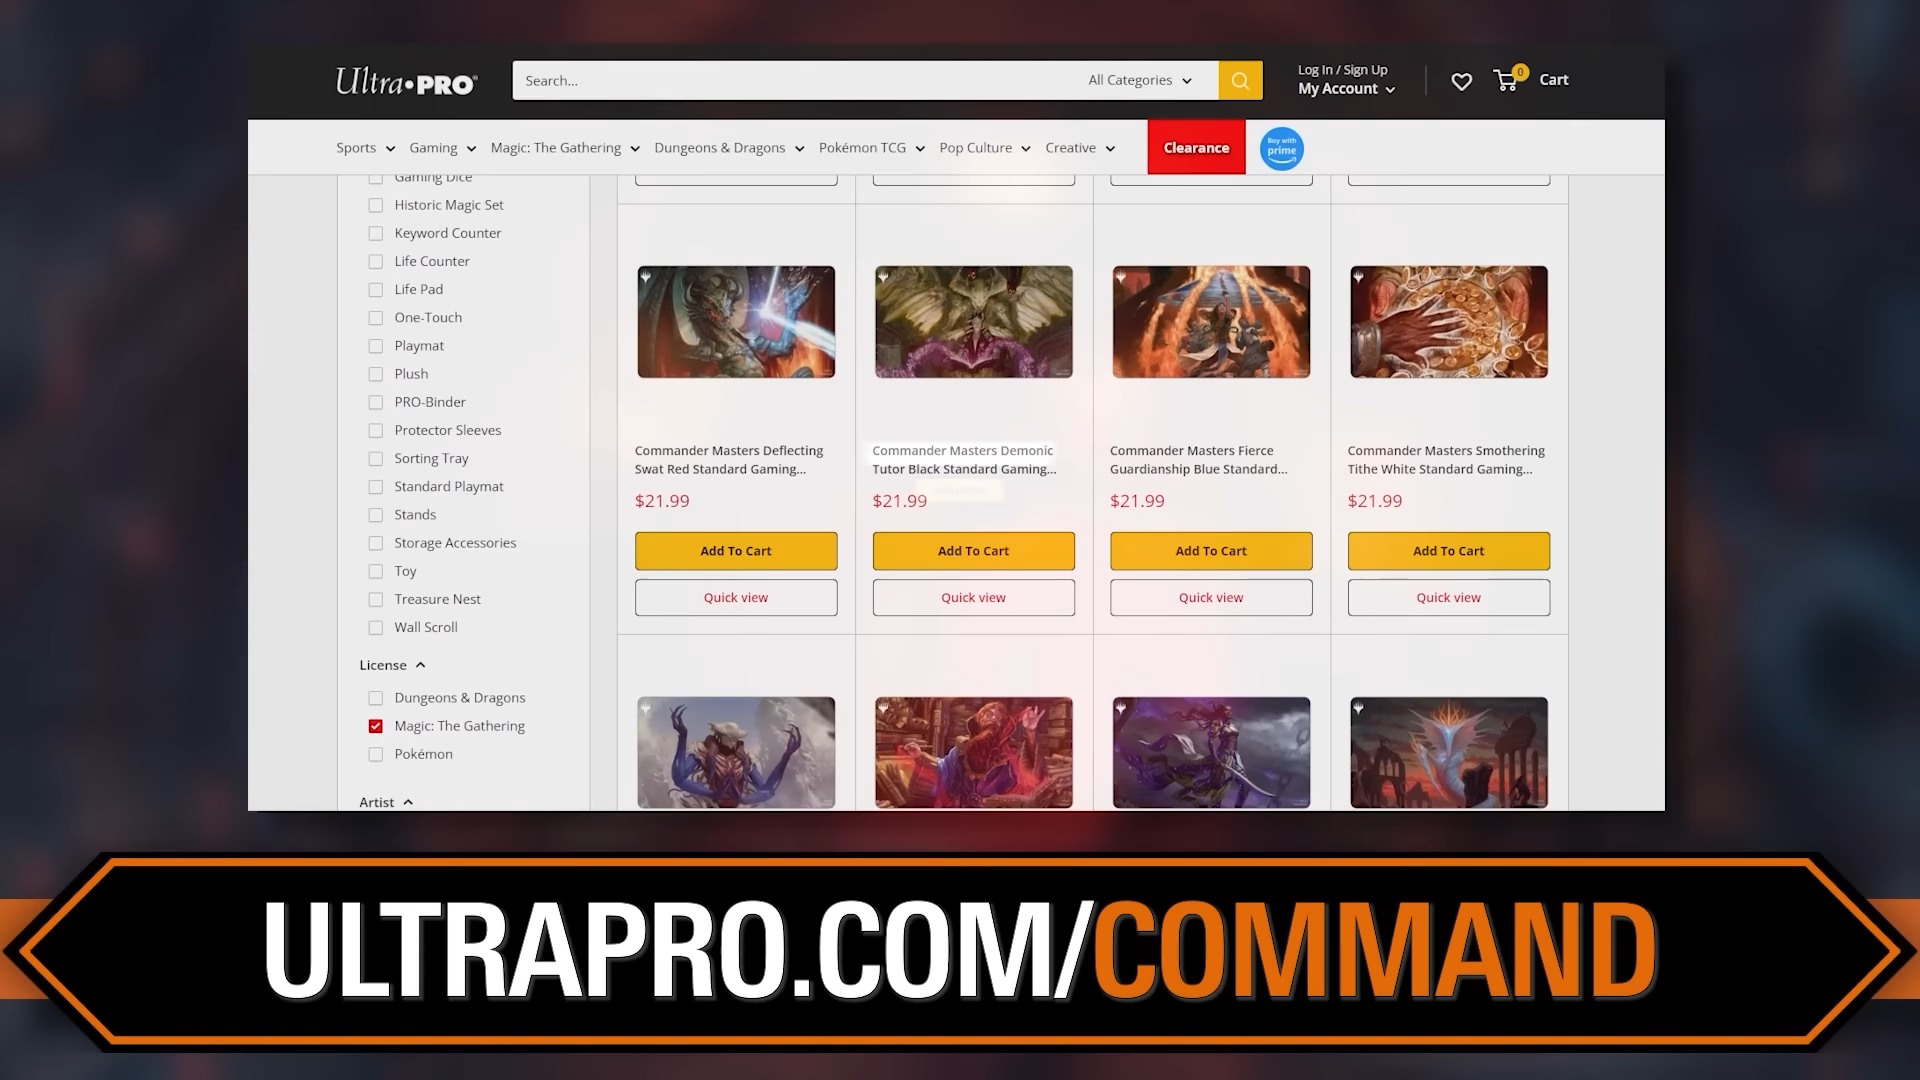 Ultra•PRO
Search...
All Categories
Log In / Sign Up
My Account
0
Cart
Sports
Gaming
Magic: The Gathering
Dungeons & Dragons
Pokémon TCG
Pop Culture
Creative
Clearance
Buy with
prime
Gaming Dice
Historic Magic Set
Keyword Counter
Life Counter
Life Pad
One-Touch
Playmat
Plush
PRO-Binder
Protector Sleeves
Sorting Tray
Standard Playmat
Stands
Storage Accessories
Toy
Treasure Nest
Wall Scroll
License
Dungeons & Dragons
Magic: The Gathering
Pokémon
Artist
Commander Masters Deflecting
Swat Red Standard Gaming...
$21.99
Add To Cart
Quick view
Commander Masters Demonic
Tutor Black Standard Gaming...
$21.99
Add To Cart
Quick view
Commander Masters Fierce
Guardianship Blue Standard...
$21.99
Add To Cart
Quick view
Commander Masters Smothering
Tithe White Standard Gaming...
$21.99
Add To Cart
Quick view
ULTRAPRO.COM/COMMAND